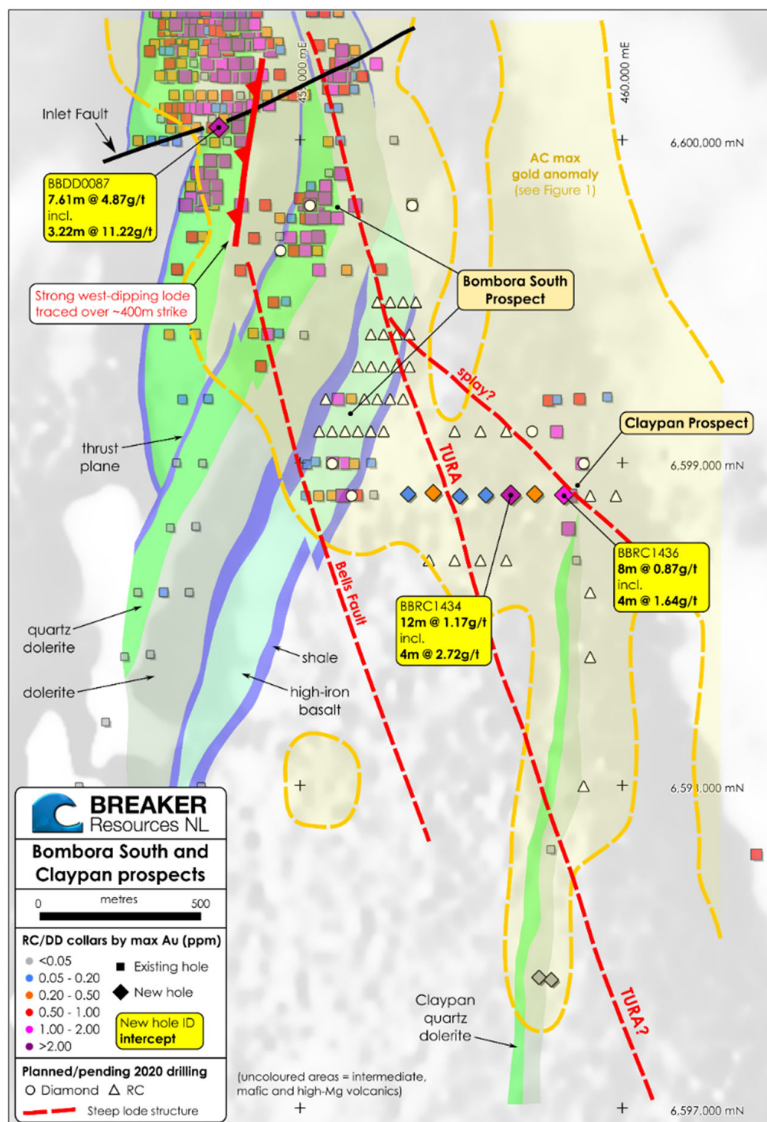 459,000 mE
460,000 mE
Inlet Fault
6,600,000 mN
AC max
gold anomaly
(see Figure 1)
BBDD0087
7.61m @ 4.87g/t
incl.
3.22m @ 11.22g/t
Bombora South
Prospect
Strong west-dipping lode
traced over ~400m strike
splay?
Claypan Prospect
thrust
plane
TURA
6,599,000 mN
BBRC1436
8m @ 0.87g/t
incl.
4m @ 1.64g/t
Bells Fault
BBRC1434
12m @ 1.17g/t
incl.
4m @ 2.72g/t
quartz
dolerite
shale
dolerite
high-iron
basalt
6,598,000 mN
BREAKER
Resources NL
Bombora South and
Claypan prospects
metres
0
500
RC/DD collars by max Au (ppm)
<0.05
0.05 - 0.20
0.20 - 0.50
0.50 - 1.00
1.00 - 2.00
>2.00
Existing hole
New hole
New hole ID
intercept
Planned/pending 2020 drilling
Diamond
RC
Steep lode structure
Claypan
quartz
dolerite
TURA?
(uncoloured areas = intermediate,
mafic and high-Mg volcanics)
6,597,000 mN